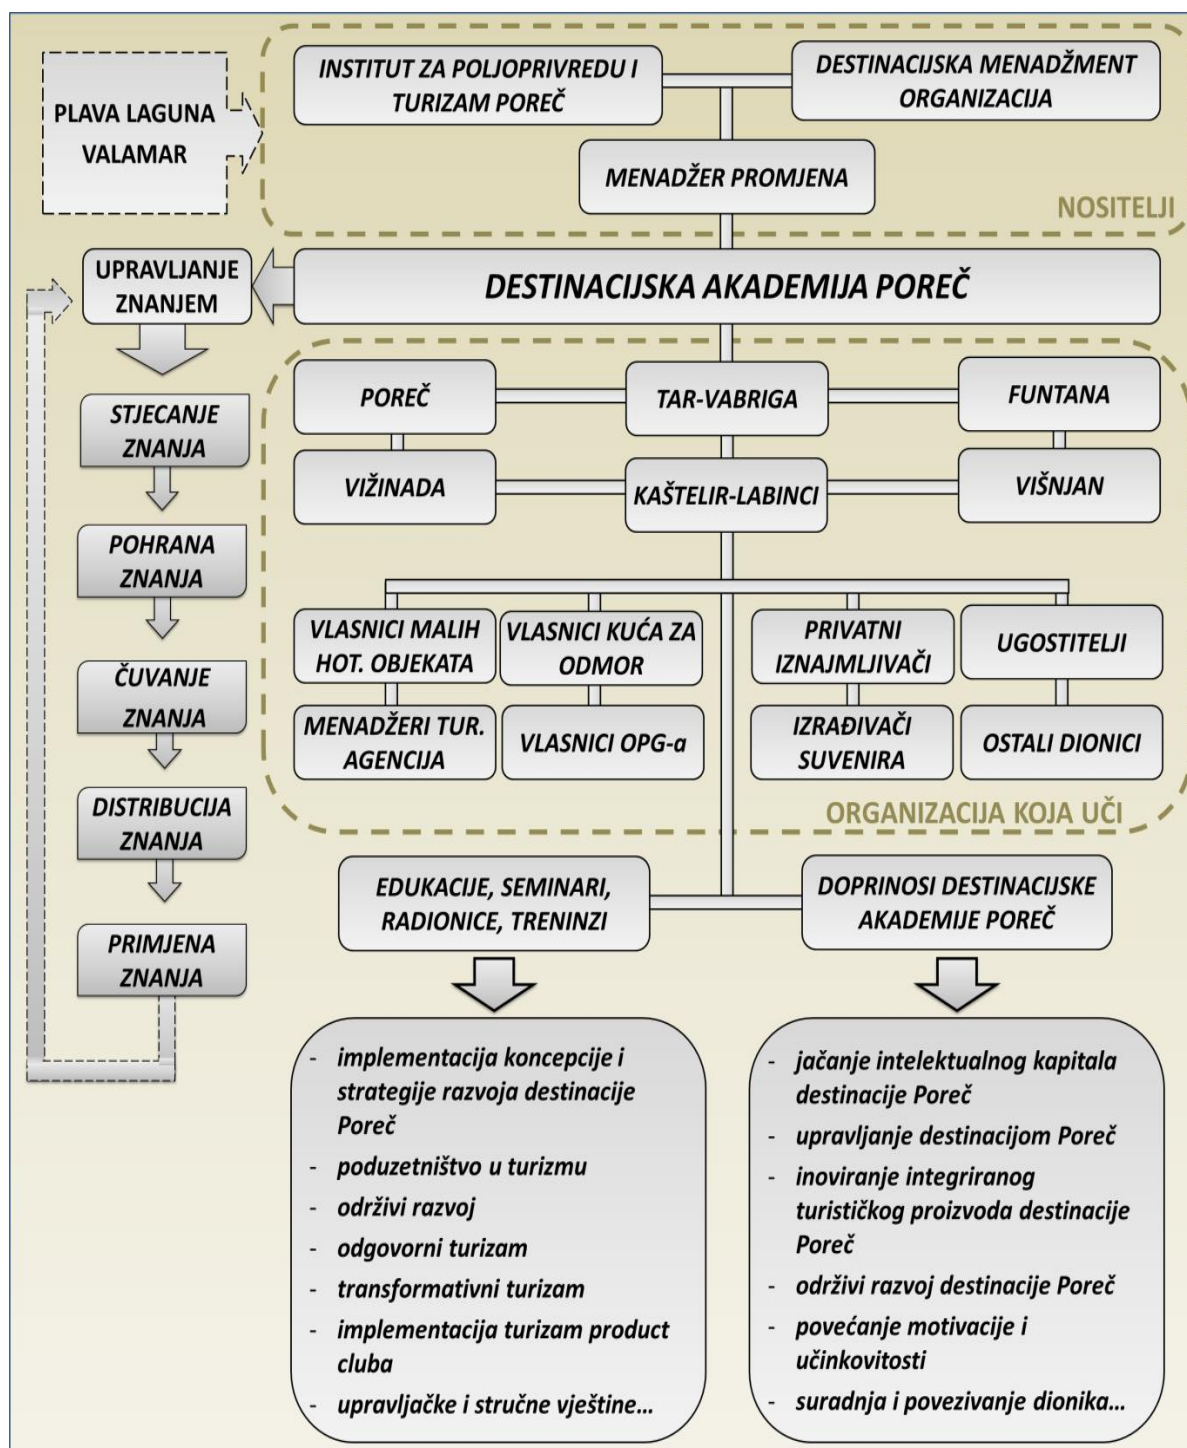 PLAVA LAGUNA
VALAMAR
INSTITUT ZA POLJOPRIVREDU I
TURIZAM POREČ
DESTINACIJSKA MENADŽMENT
ORGANIZACIJA
MENADŽER PROMJENA
NOSITELJI
UPRAVLJANJE
ZNANJEM
DESTINACIJSKA AKADEMIJA POREČ
STJECANJE
ZNANJA
POHRANA
ZNANJA
ČUVANJE
ZNANJA
DISTRIBUCIJA
ZNANJA
PRIMJENA
ZNANJA
POREČ
TAR-VABRIGA
FUNTANA
VIŽINADA
KAŠTELIR-LABINCI
VIŠNJAN
VLASNICI MALIH
HOT. OBJEKATA
VLASNICI KUĆA ZA
ODMOR
PRIVATNI
IZNAJMLJIVAČI
UGOSTITELJI
MENADŽERI TUR.
AGENCIJA
VLASNICI OPG-a
IZRAĐIVAČI
SUVENIRA
OSTALI DIONICI
ORGANIZACIJA KOJA UČI
EDUKACIJE, SEMINARI,
RADIONICE, TRENINZI
DOPRINOSI DESTINACIJSKE
AKADEMIJE POREČ
- implementacija koncepcije i
strategije razvoja destinacije
Poreč
- poduzetništvo u turizmu
- održivi razvoj
- odgovorni turizam
- transformativni turizam
- implementacija turizam product
cluba
- upravljačke i stručne vještine…
- jačanje intelektualnog kapitala
destinacije Poreč
- upravljanje destinacijom Poreč
- inoviranje integriranog
turističkog proizvoda destinacije
Poreč
- održivi razvoj destinacije Poreč
- povećanje motivacije i
učinkovitosti
- suradnja i povezivanje dionika…